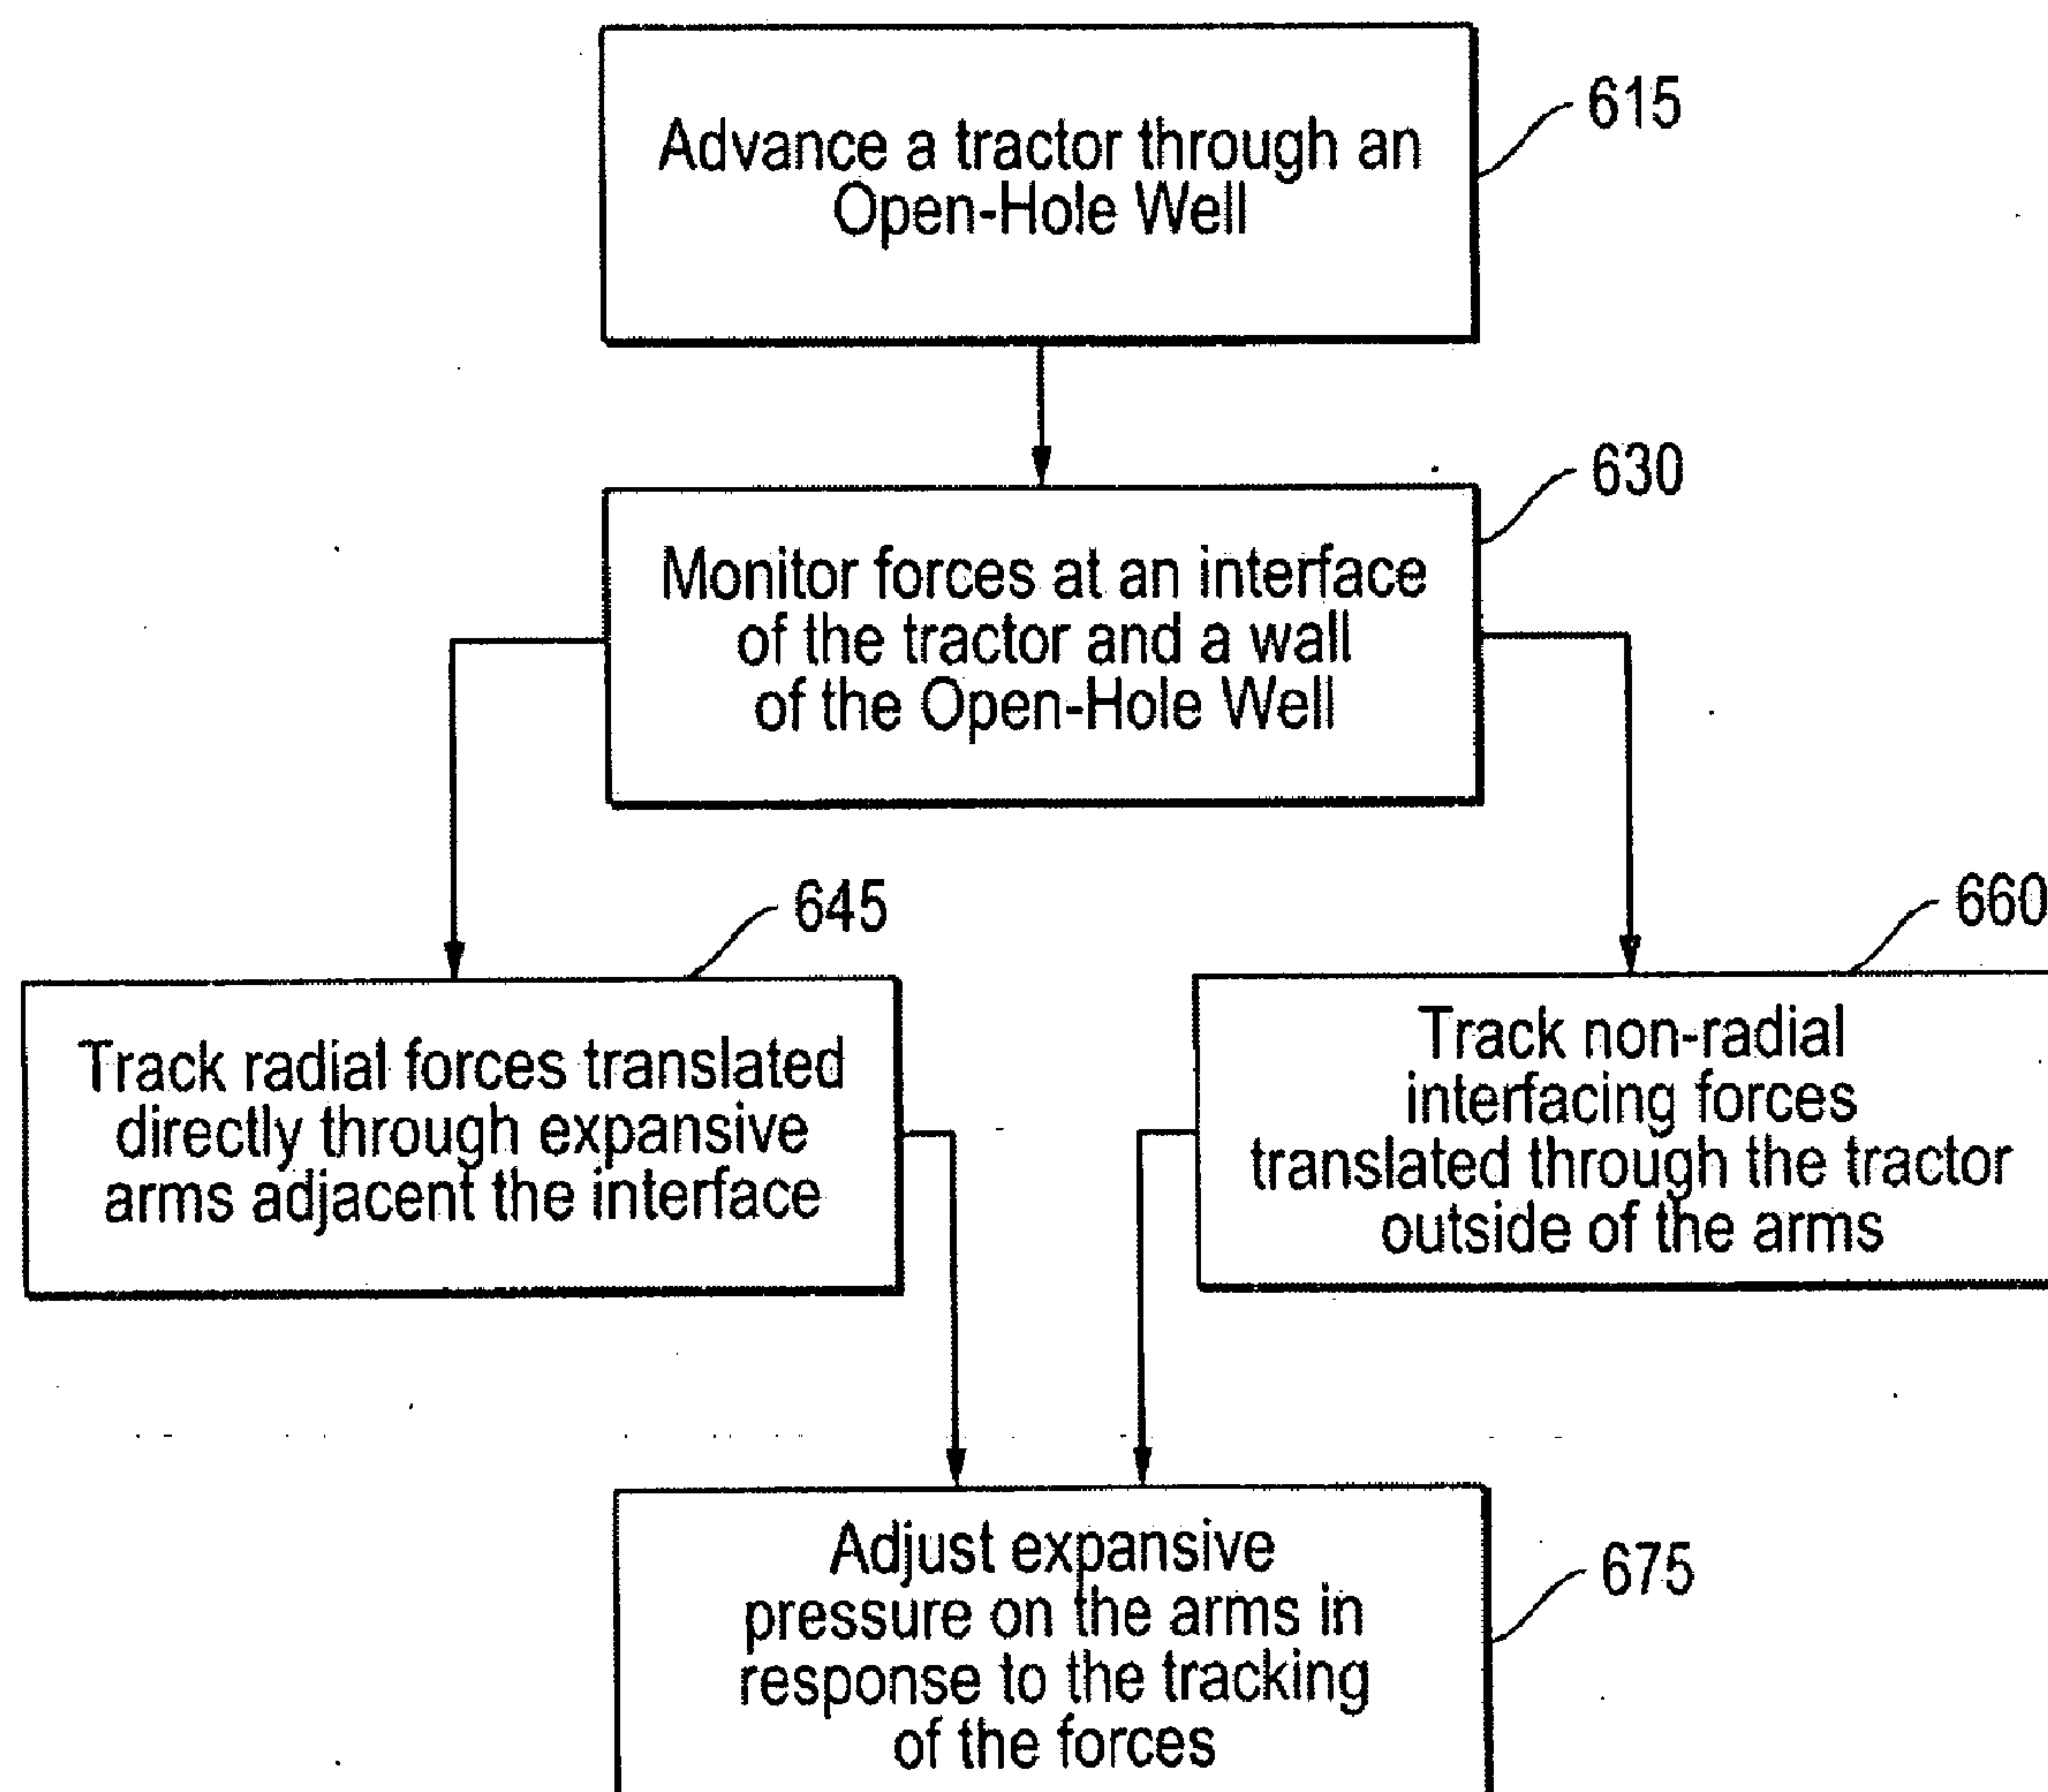 Advance a tractor through an
Open-Hole Well
615
Monitor forces at an interface
of the tractor and a wall
of the Open-Hole Well
630
Track radial forces translated
directly through expansive
arms adjacent the interface
645
Track non-radial
interfacing forces
translated through the tractor
outside of the arms
660
Adjust expansive
pressure on the arms in
response to the tracking
of the forces
675